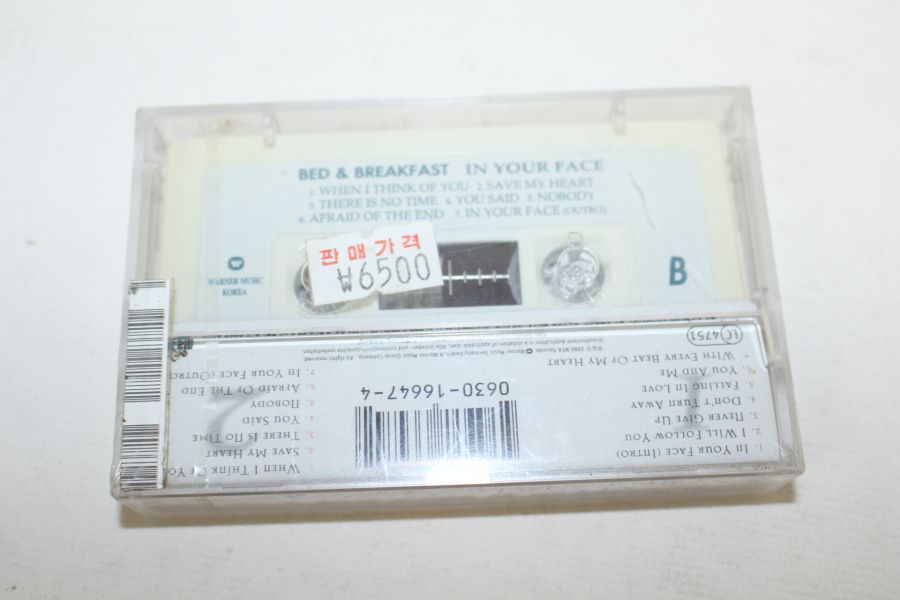 BED & BREAKFAST IN YOUR FACE
1. WHEN I THINK OF YOU 2. SAVE MY HEART
3. THERE IS NO TIME 4. YOU SAID 5. NOBODY
6. AFRAID OF THE END 7. IN YOUR FACE (OUTRO)
판매가격
₩6500
WARNER MUSIC
KOREA
B
1. IN YOUR FACE (INTRO)
2. I WILL FOLLOW YOU
3. NEVER GIVE UP
4. DON'T TURN AWAY
5. FALLING IN LOVE
6. YOU AND ME
7. WITH EVERY BEAT OF MY HEART
0630-16647-4
WHEN I THINK OF YO
2. SAVE MY HEART
3. THERE IS NO TIME
4. YOU SAID
5. NOBODY
6. AFRAID OF THE END
7. IN YOUR FACE (OUTRO
LC 4751